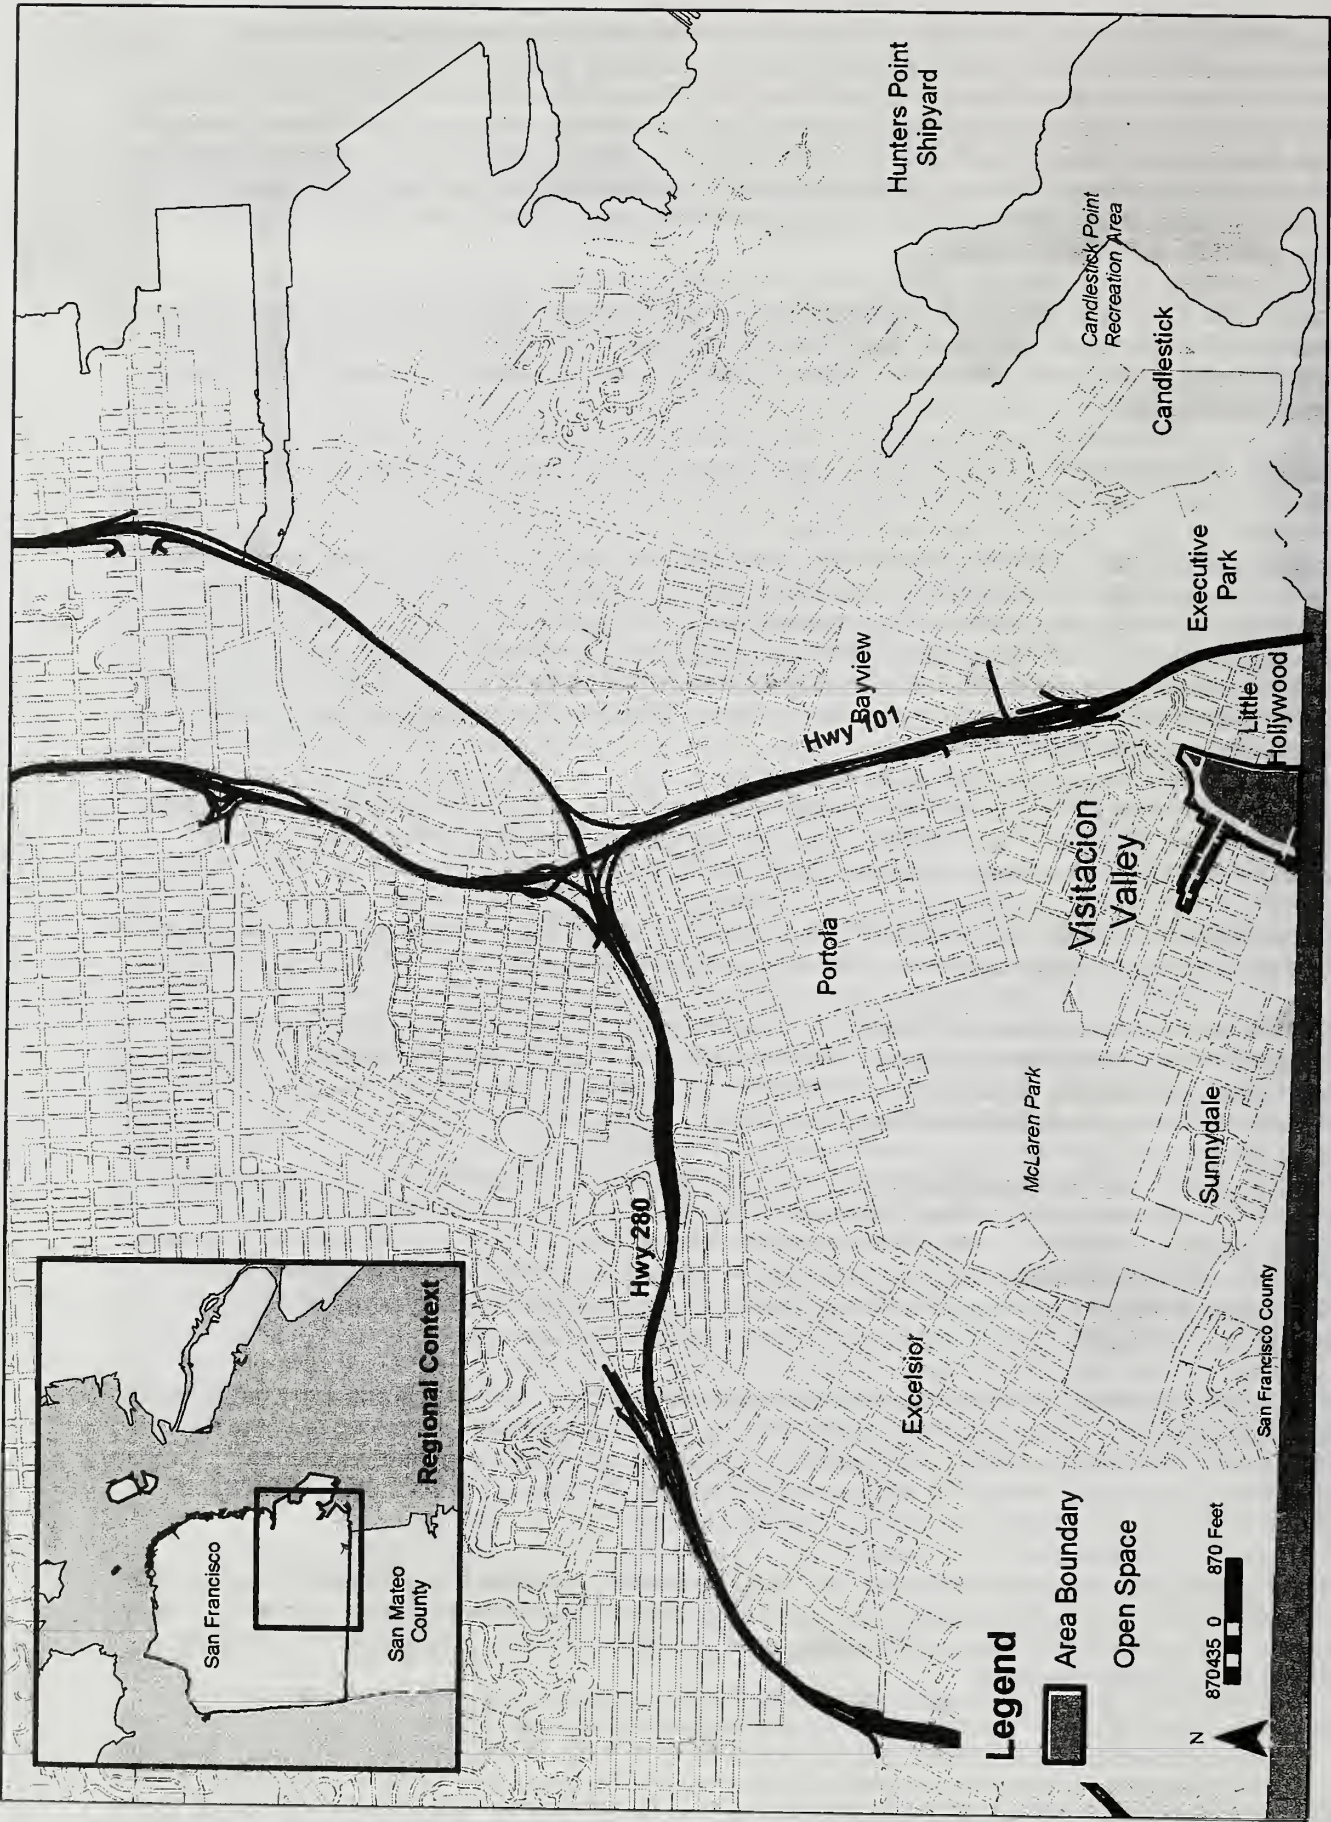 San Francisco
San Mateo
County
Regional Context
Hwy 280
Hwy 101
Bayview
Portola
Excelsior
McLaren Park
Visitacion
Valley
Sunnydale
Little
Hollywood
Executive
Park
Candlestick
Candlestick Point
Recreation Area
Hunters Point
Shipyard
San Francisco County
Legend
Area Boundary
Open Space
N
870435 0 870 Feet